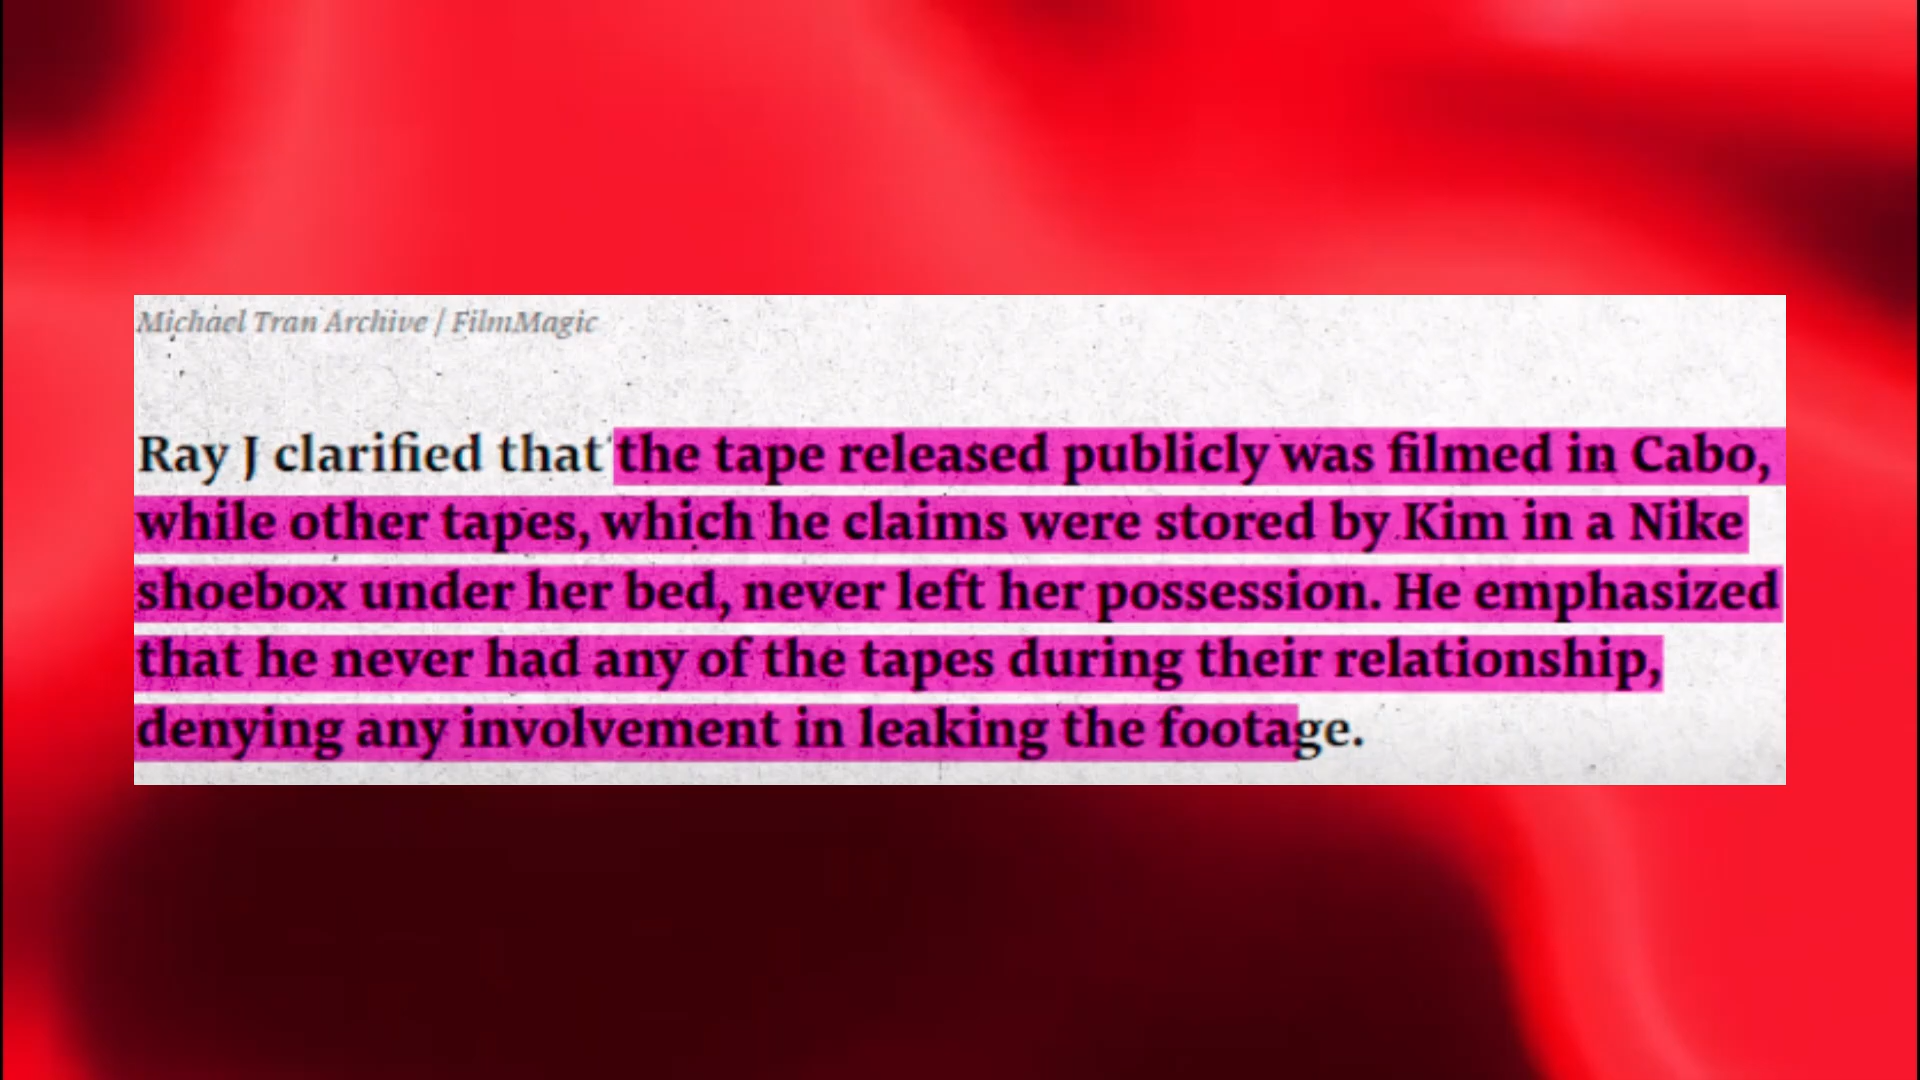 Michael Tran Archive / FilmMagic
Ray J clarified that the tape released publicly was filmed in Cabo,
while other tapes, which he claims were stored by Kim in a Nike
shoebox under her bed, never left her possession. He emphasized
that he never had any of the tapes during their relationship,
denying any involvement in leaking the footage.